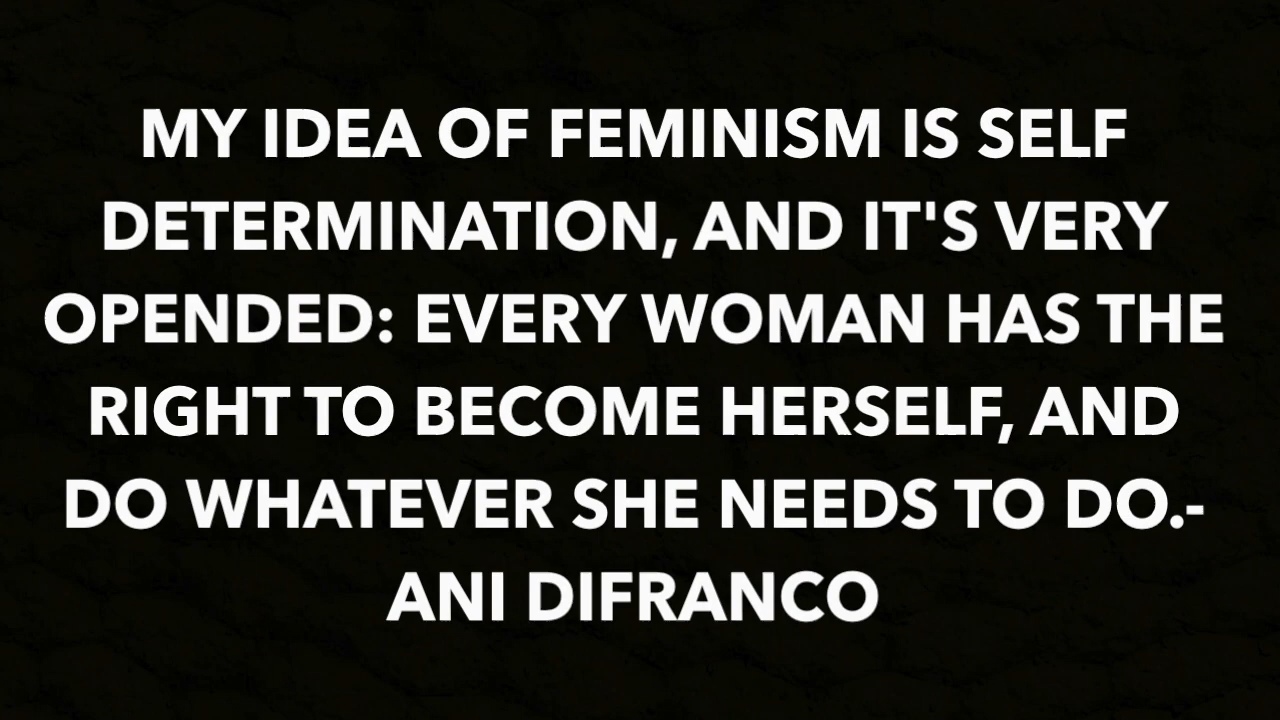 MY IDEA OF FEMINISM IS SELF
DETERMINATION, AND IT'S VERY
OPENDED: EVERY WOMAN HAS THE
RIGHT TO BECOME HERSELF, AND
DO WHATEVER SHE NEEDS TO DO.-
ANI DIFRANCO